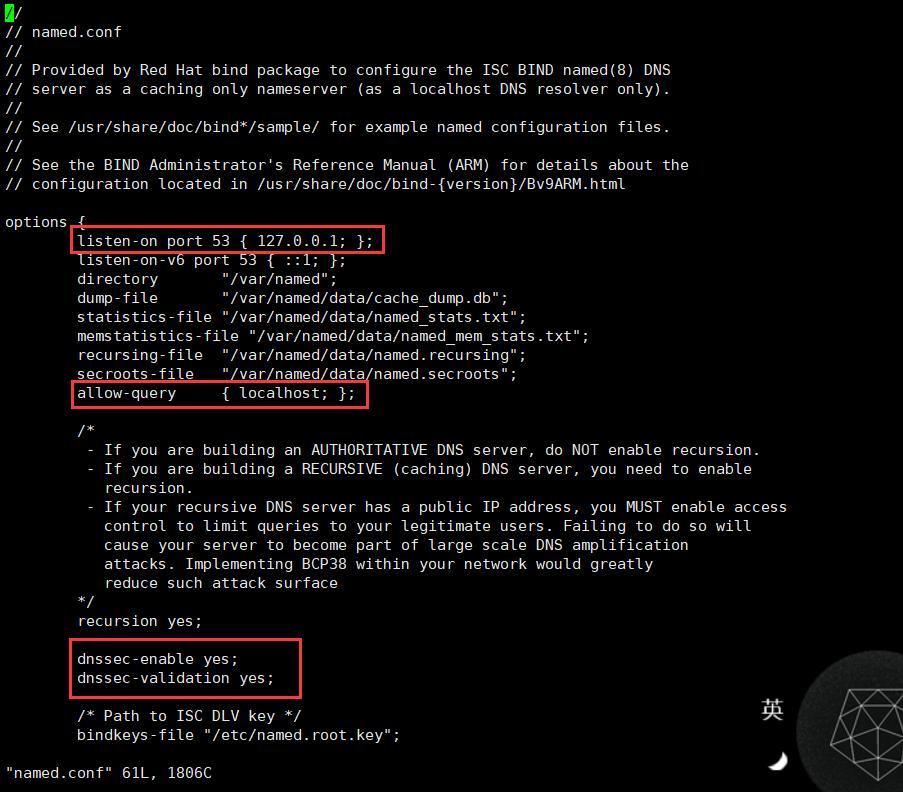 //
// named.conf
//
// Provided by Red Hat bind package to configure the ISC BIND named(8) DNS
// server as a caching only nameserver (as a localhost DNS resolver only).
//
// See /usr/share/doc/bind*/sample/ for example named configuration files.
//
// See the BIND Administrator's Reference Manual (ARM) for details about the
// configuration located in /usr/share/doc/bind-{version}/Bv9ARM.html

options {
        listen-on port 53 { 127.0.0.1; };
        listen-on-v6 port 53 { ::1; };
        directory       "/var/named";
        dump-file       "/var/named/data/cache_dump.db";
        statistics-file "/var/named/data/named_stats.txt";
        memstatistics-file "/var/named/data/named_mem_stats.txt";
        recursing-file  "/var/named/data/named.recursing";
        secroots-file   "/var/named/data/named.secroots";
        allow-query     { localhost; };

        /*
         - If you are building an AUTHORITATIVE DNS server, do NOT enable recursion.
         - If you are building a RECURSIVE (caching) DNS server, you need to enable
           recursion.
         - If your recursive DNS server has a public IP address, you MUST enable access
           control to limit queries to your legitimate users. Failing to do so will
           cause your server to become part of large scale DNS amplification
           attacks. Implementing BCP38 within your network would greatly
           reduce such attack surface
        */
        recursion yes;

        dnssec-enable yes;
        dnssec-validation yes;

        /* Path to ISC DLV key */
        bindkeys-file "/etc/named.root.key";

英
"named.conf" 61L, 1806C